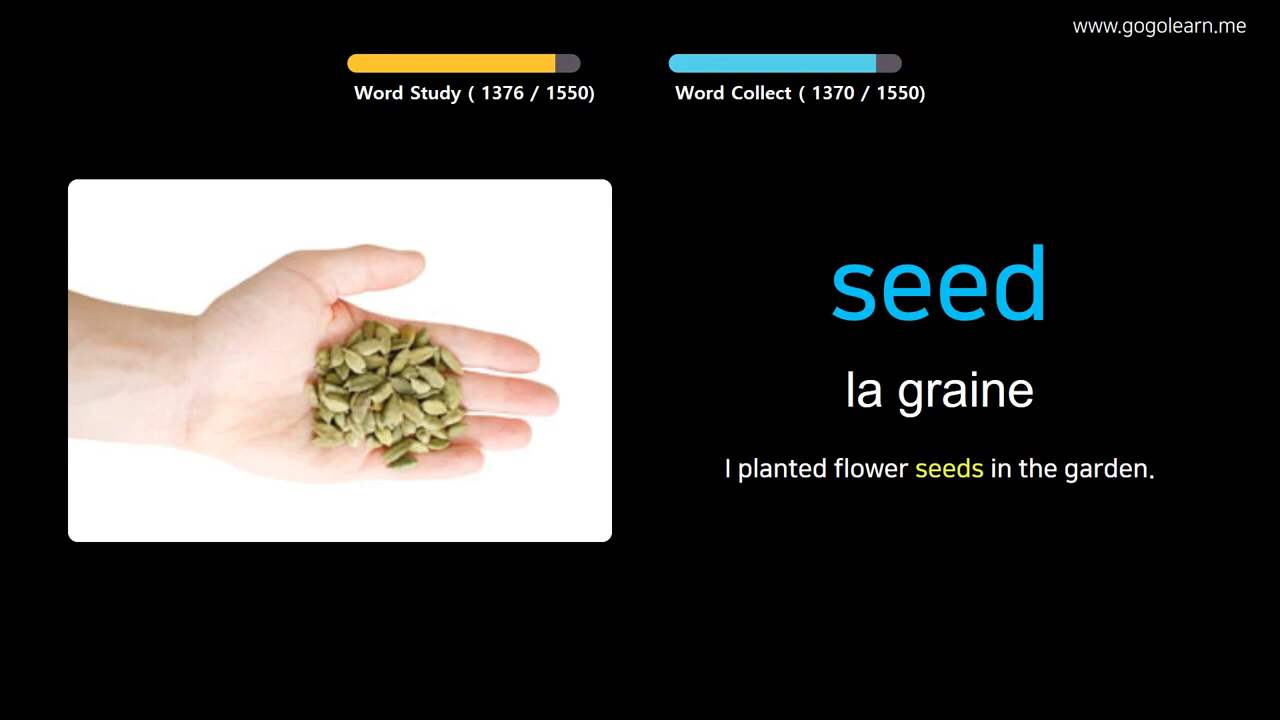 www.gogolearn.me
Word Study ( 1376 / 1550)
Word Collect ( 1370 / 1550)
seed
la graine
I planted flower seeds in the garden.